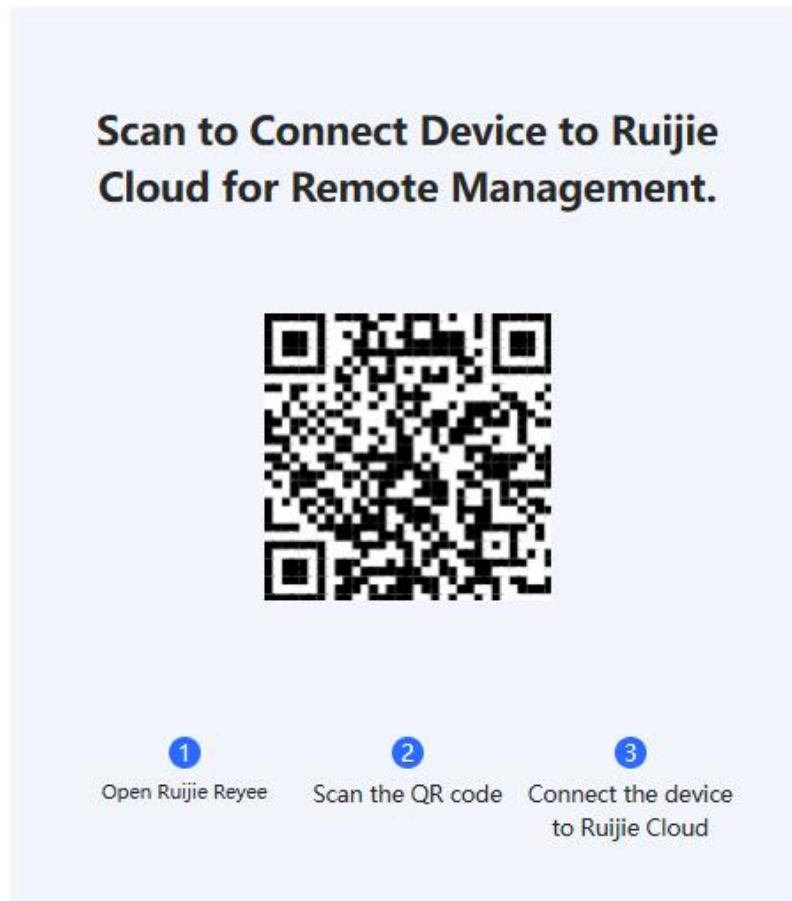 Scan to Connect Device to Ruijie
Cloud for Remote Management.
1
2
3
Open Ruijie Reyee
Scan the QR code
Connect the device
to Ruijie Cloud